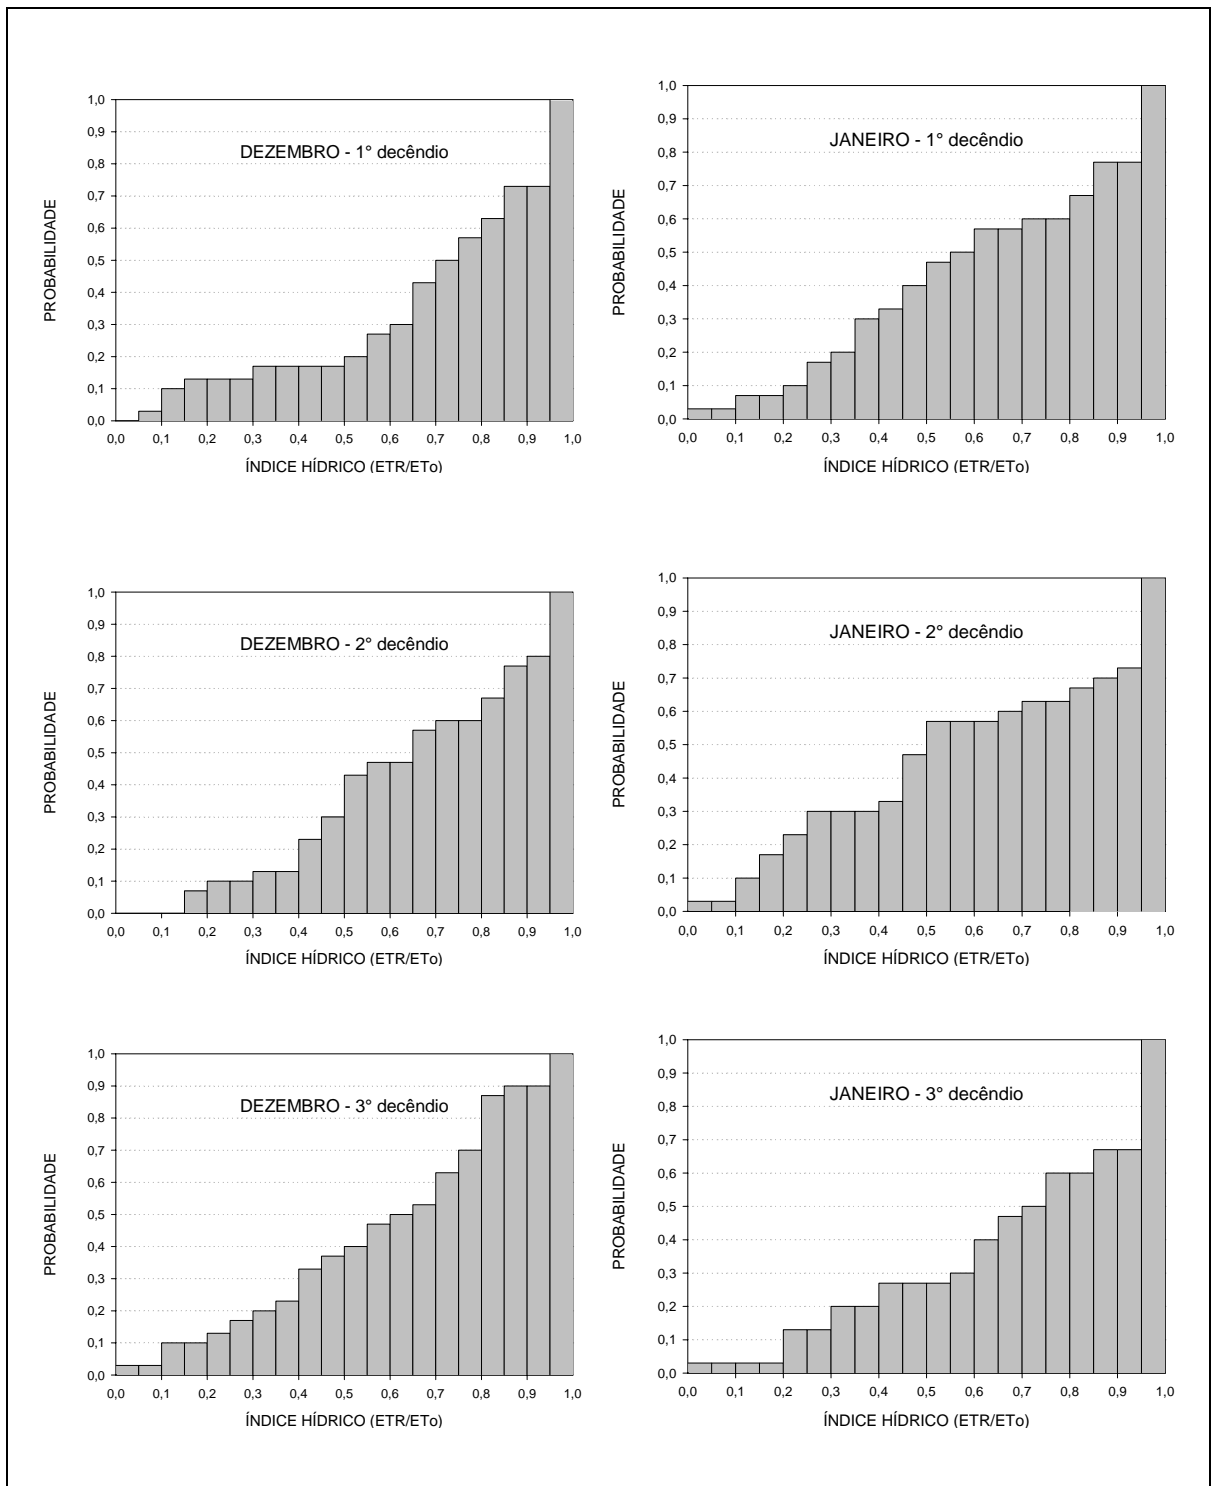 DEZEMBRO - 1° decêndio
PROBABILIDADE
1,0
0,9
0,8
0,7
0,6
0,5
0,4
0,3
0,2
0,1
0,0
0,0 0,1 0,2 0,3 0,4 0,5 0,6 0,7 0,8 0,9 1,0
ÍNDICE HÍDRICO (ETR/ETo)
JANEIRO - 1° decêndio
PROBABILIDADE
1,0
0,9
0,8
0,7
0,6
0,5
0,4
0,3
0,2
0,1
0,0
0,0 0,1 0,2 0,3 0,4 0,5 0,6 0,7 0,8 0,9 1,0
ÍNDICE HÍDRICO (ETR/ETo)
DEZEMBRO - 2° decêndio
PROBABILIDADE
1,0
0,9
0,8
0,7
0,6
0,5
0,4
0,3
0,2
0,1
0,0
0,0 0,1 0,2 0,3 0,4 0,5 0,6 0,7 0,8 0,9 1,0
ÍNDICE HÍDRICO (ETR/ETo)
JANEIRO - 2° decêndio
PROBABILIDADE
1,0
0,9
0,8
0,7
0,6
0,5
0,4
0,3
0,2
0,1
0,0
0,0 0,1 0,2 0,3 0,4 0,5 0,6 0,7 0,8 0,9 1,0
ÍNDICE HÍDRICO (ETR/ETo)
DEZEMBRO - 3° decêndio
PROBABILIDADE
1,0
0,9
0,8
0,7
0,6
0,5
0,4
0,3
0,2
0,1
0,0
0,0 0,1 0,2 0,3 0,4 0,5 0,6 0,7 0,8 0,9 1,0
ÍNDICE HÍDRICO (ETR/ETo)
JANEIRO - 3° decêndio
PROBABILIDADE
1,0
0,9
0,8
0,7
0,6
0,5
0,4
0,3
0,2
0,1
0,0
0,0 0,1 0,2 0,3 0,4 0,5 0,6 0,7 0,8 0,9 1,0
ÍNDICE HÍDRICO (ETR/ETo)